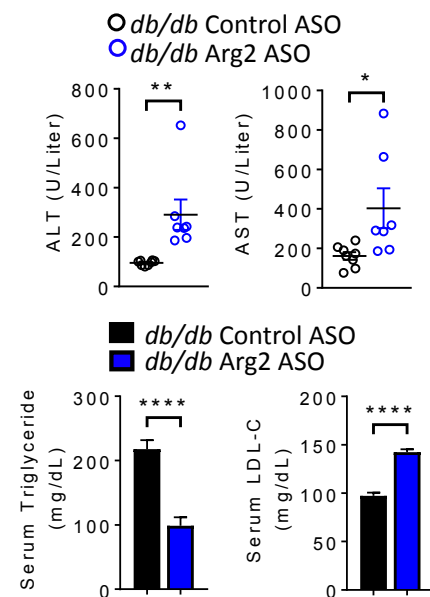 db/db Control ASO
db/db Arg2 ASO
ALT (U/Liter)
800
600
400
200
0
**
AST (U/Liter)
1000
800
600
400
200
0
*
db/db Control ASO
db/db Arg2 ASO
Serum Triglyceride
(mg/dL)
300
200
100
0
****
Serum LDL-C
(mg/dL)
200
150
100
50
0
****